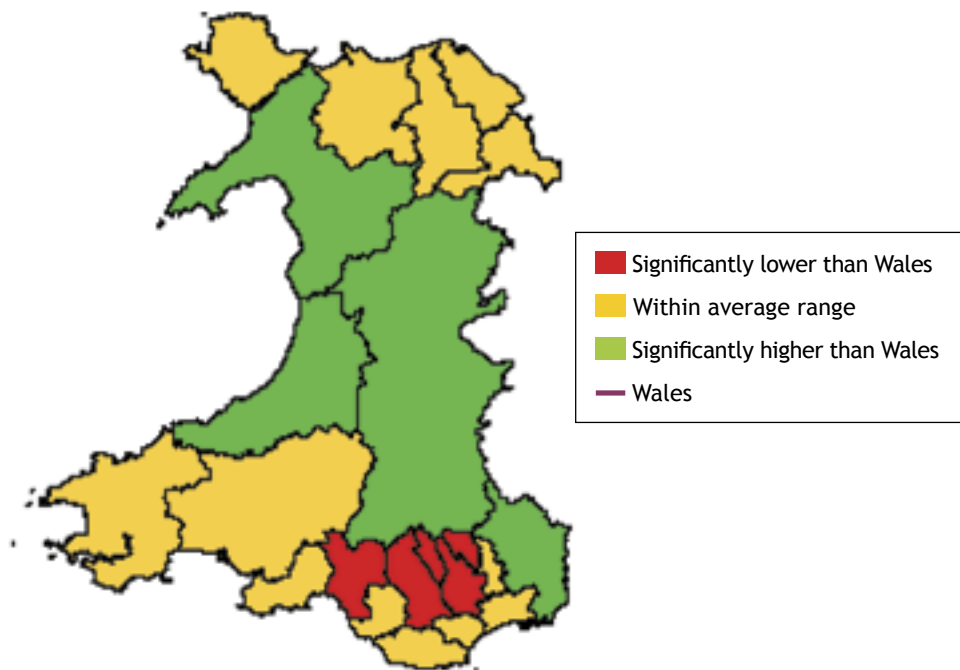 Significantly lower than Wales
Within average range
Significantly higher than Wales
Wales